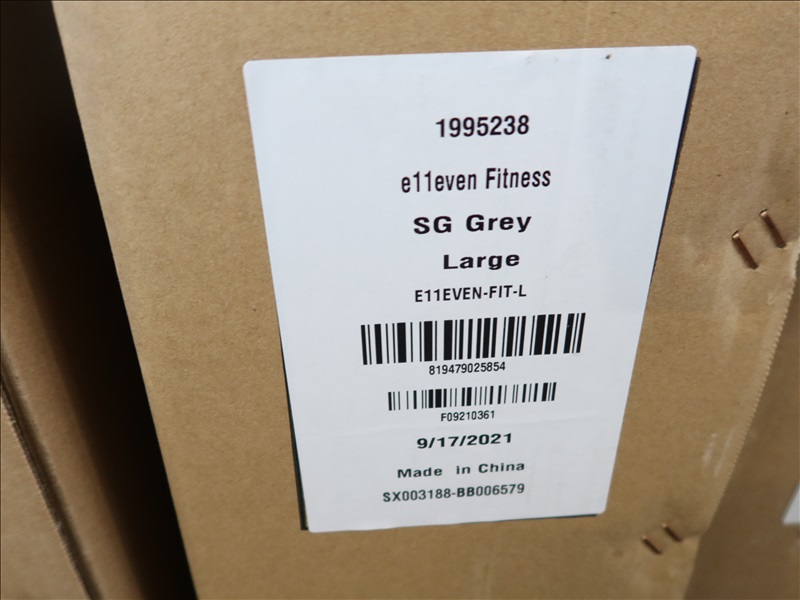 1995238
e11even Fitness
SG Grey
Large
E11EVEN-FIT-L
819479025854
F09210361
9/17/2021
Made in China
SX003188-BB006579